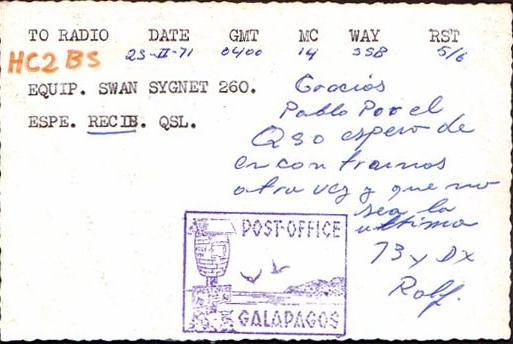 TO RADIO DATE GMT MC WAY RST
HC2BS 23-II-71 0400 14 SSB 5/6
EQUIP. SWAN SYGNET 260.
ESPE. RECIB. QSL.
Gracias
Pablo Por el
Qso espero de
encontrarnos
otra vez y que no
sea la
ultima
73 y Dx
Rolf.
POST-OFFICE
GALAPAGOS